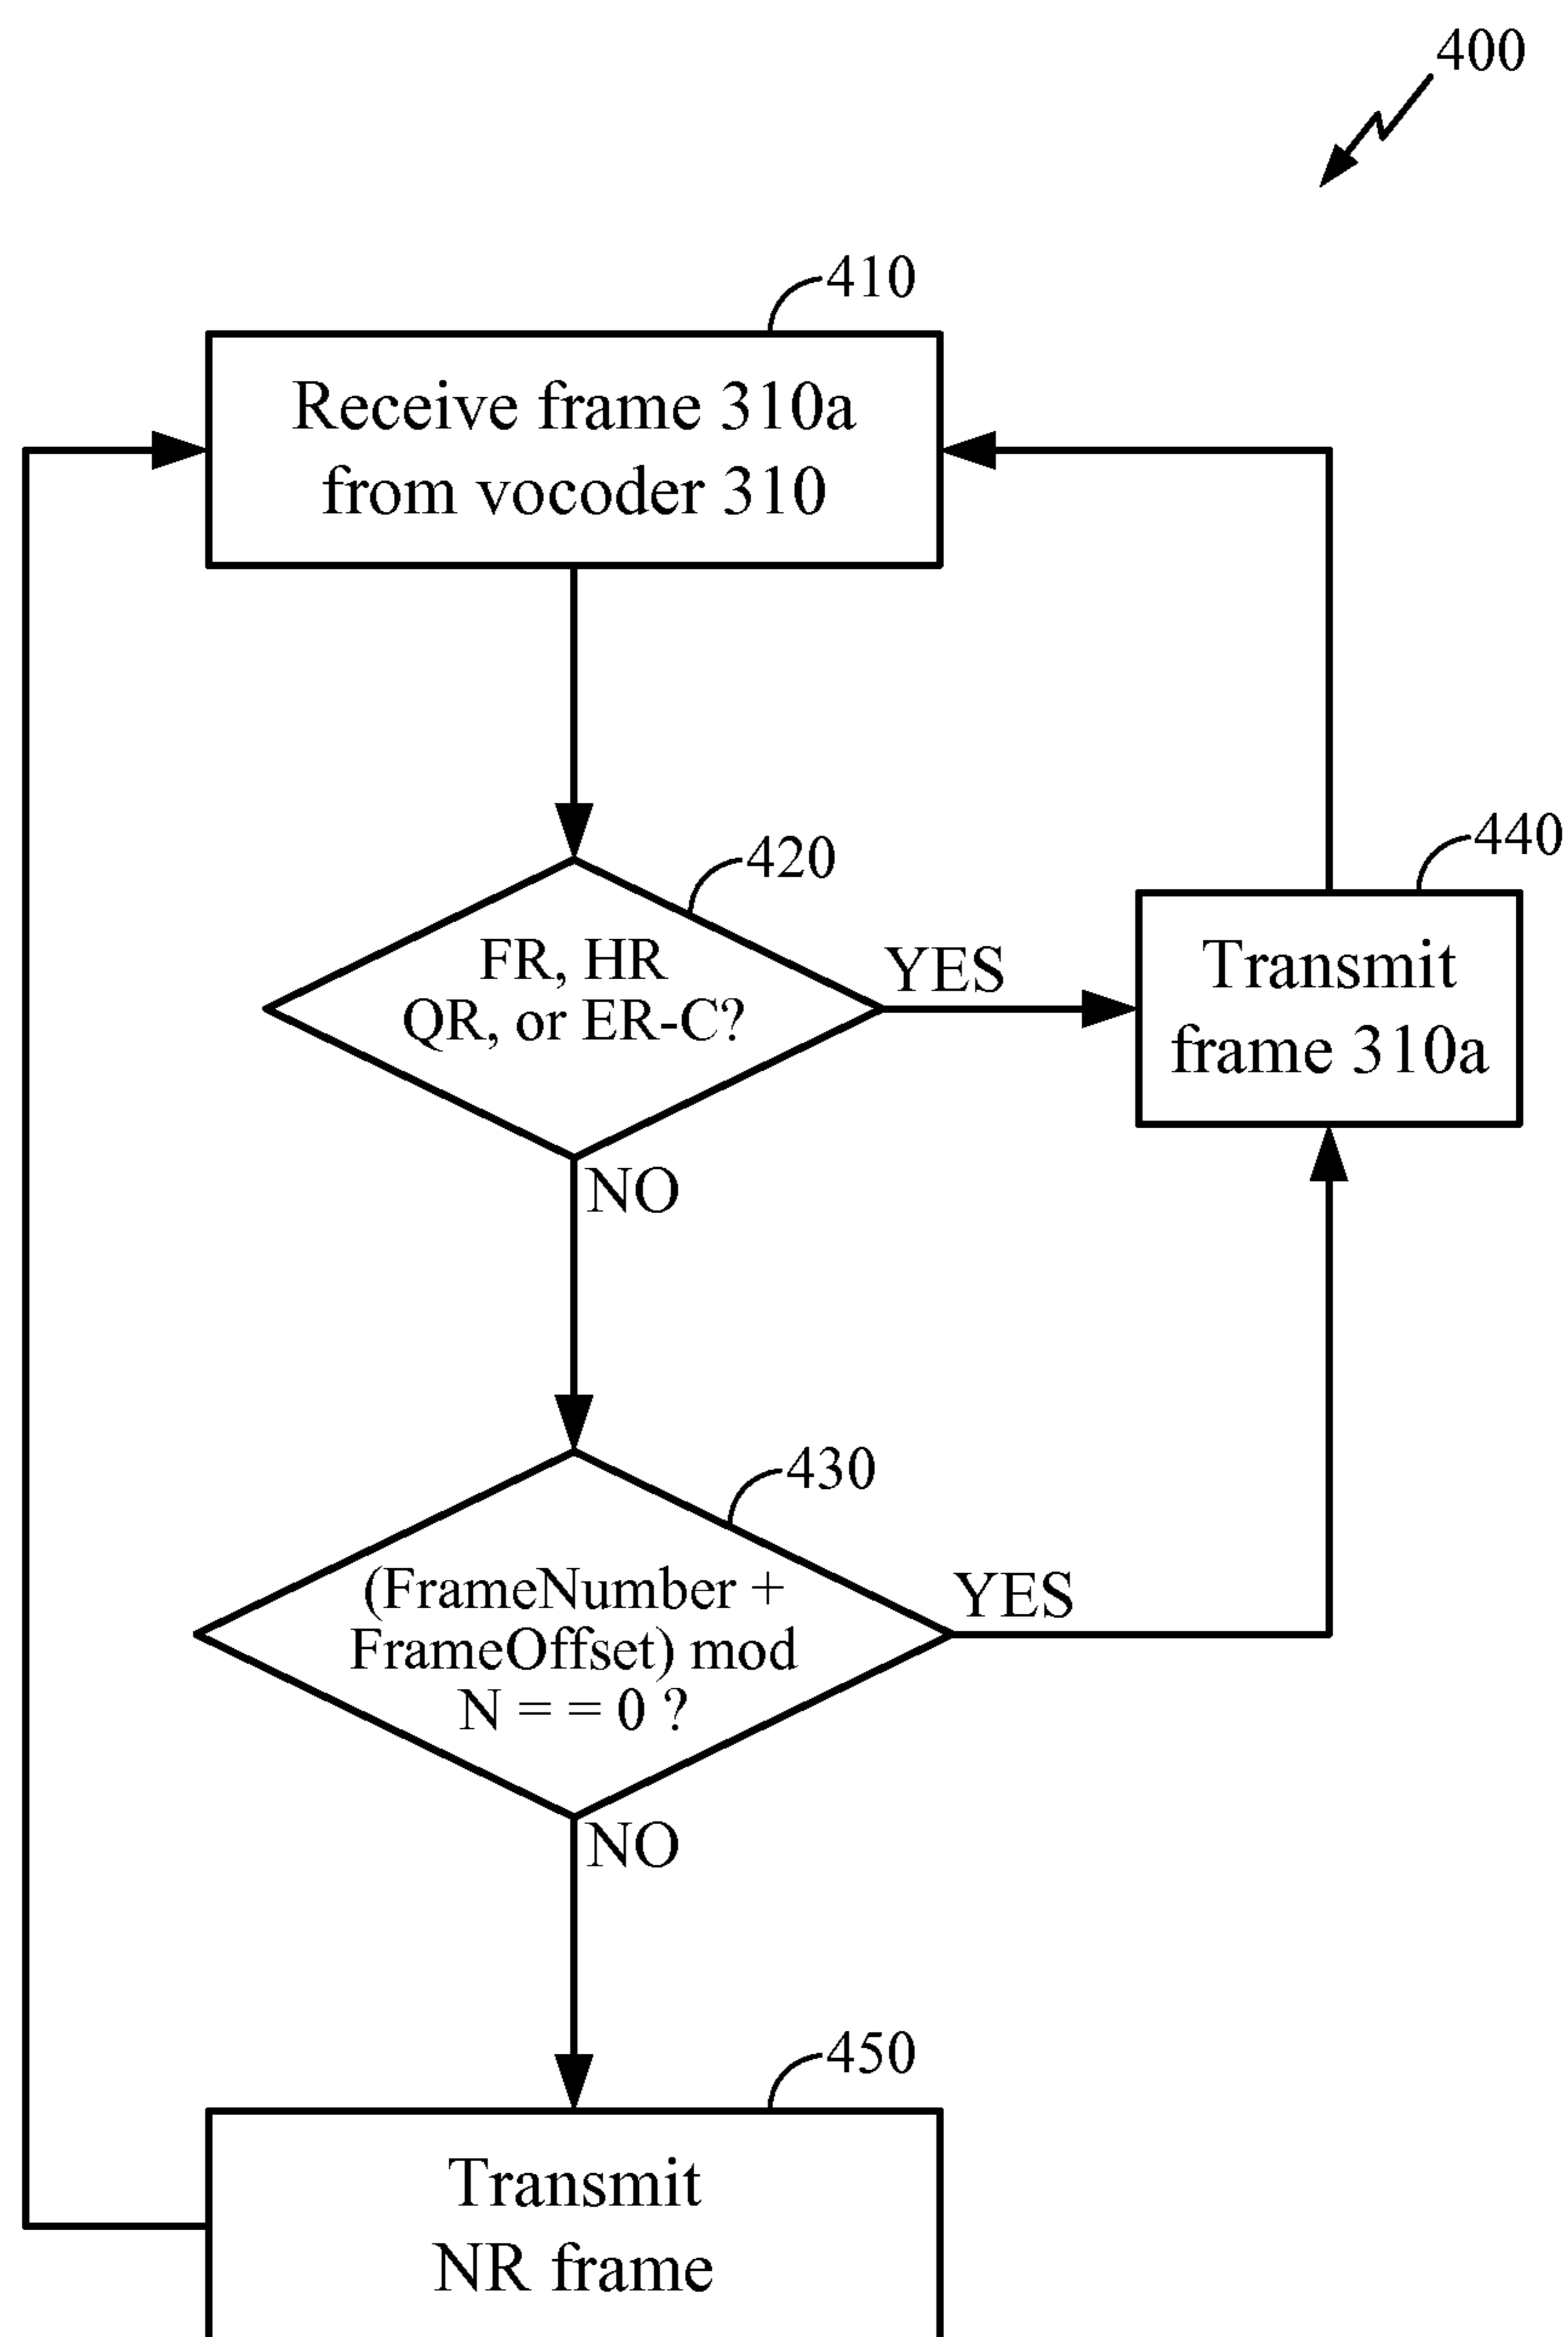 400
410
Receive frame 310a
from vocoder 310
420
FR, HR
QR, or ER-C?
YES
440
Transmit
frame 310a
NO
430
(FrameNumber +
FrameOffset) mod
N = = 0 ?
YES
NO
450
Transmit
NR frame